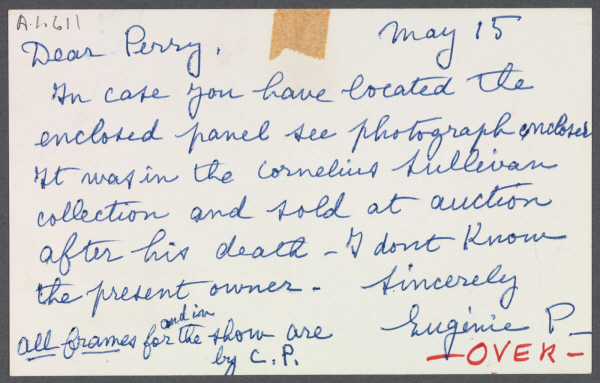 A.L.611
May 15
Dear Perry,
In case you have located the
enclosed panel see photograph encloser
It was in the Cornelius Sullivan
collection and sold at auction
after his death - I dont Know
the present owner - Sincerely
Eugénie P_
and in
all frames for the show are
by C.P.
- OVER -